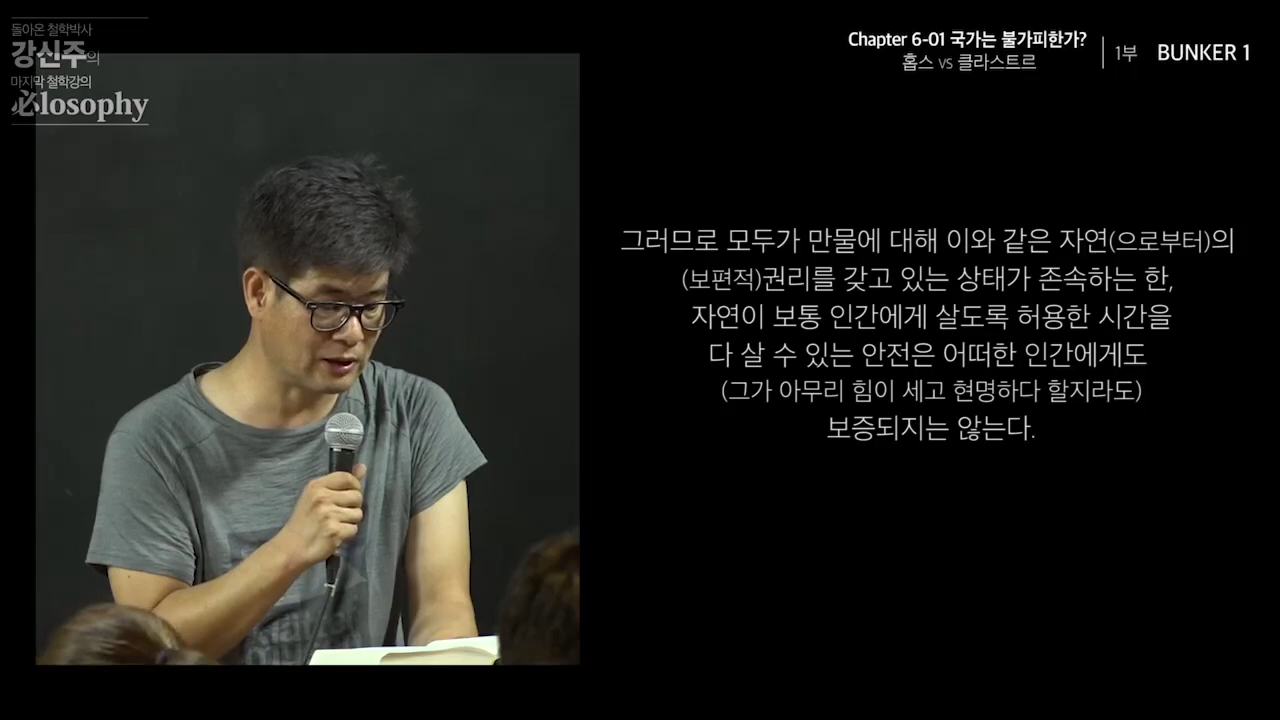 돌아온 철학박사
강신주의
마지막 철학강의
必losophy
Chapter 6-01 국가는 불가피한가?
홉스 vs 클라스트르
1부
BUNKER 1
그러므로 모두가 만물에 대해 이와 같은 자연(으로부터)의
(보편적)권리를 갖고 있는 상태가 존속하는 한,
자연이 보통 인간에게 살도록 허용한 시간을
다 살 수 있는 안전은 어떠한 인간에게도
(그가 아무리 힘이 세고 현명하다 할지라도)
보증되지는 않는다.